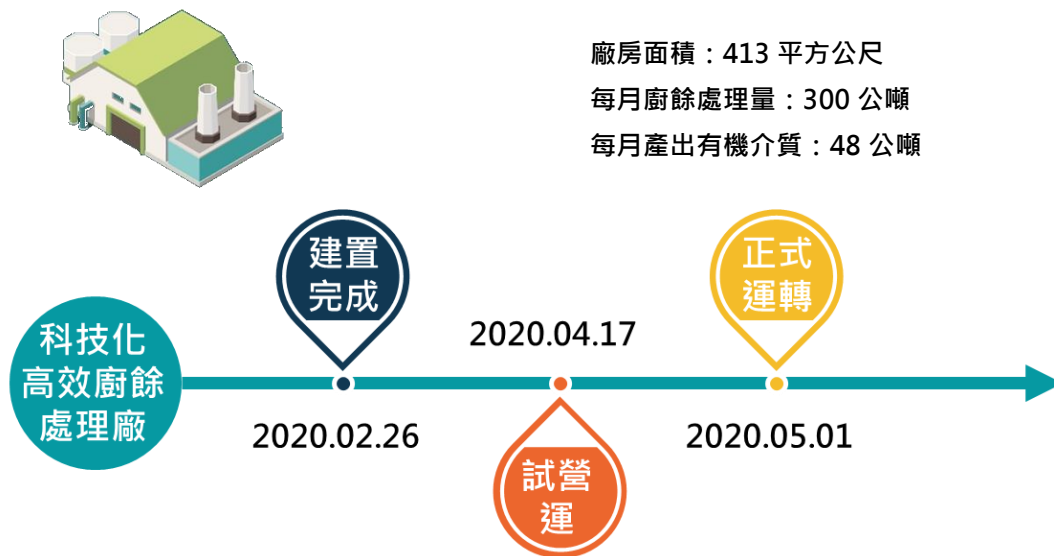 廠房面積：413 平方公尺
每月廚餘處理量：300 公噸
每月產出有機介質：48 公噸
科技化
高效廚餘
處理廠
建置
完成
2020.02.26
2020.04.17
試營
運
正式
運轉
2020.05.01